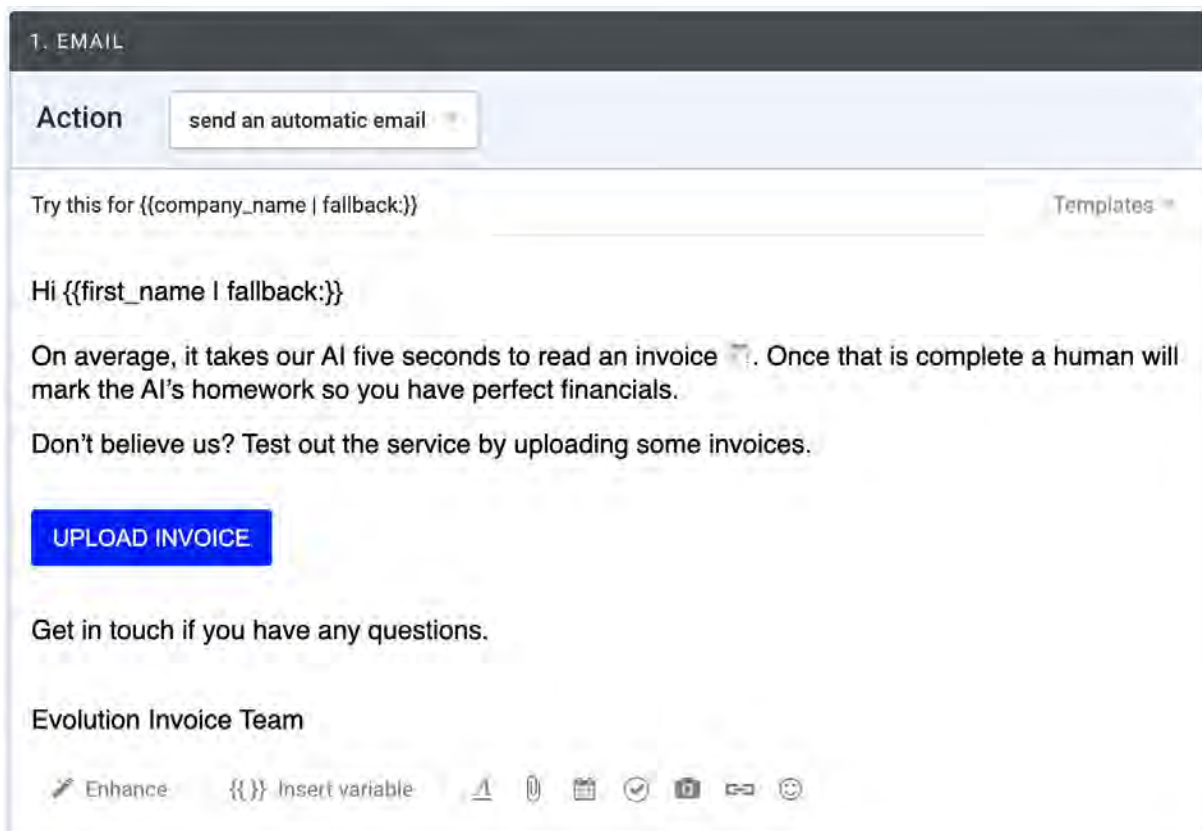 1. EMAIL
Action
send an automatic email
Try this for {{company_name | fallback:}}
Templates
Hi {{first_name | fallback:}}
On average, it takes our AI five seconds to read an invoice . Once that is complete a human will
mark the AI's homework so you have perfect financials.
Don't believe us? Test out the service by uploading some invoices.
UPLOAD INVOICE
Get in touch if you have any questions.
Evolution Invoice Team
Enhance
{{ }} Insert variable